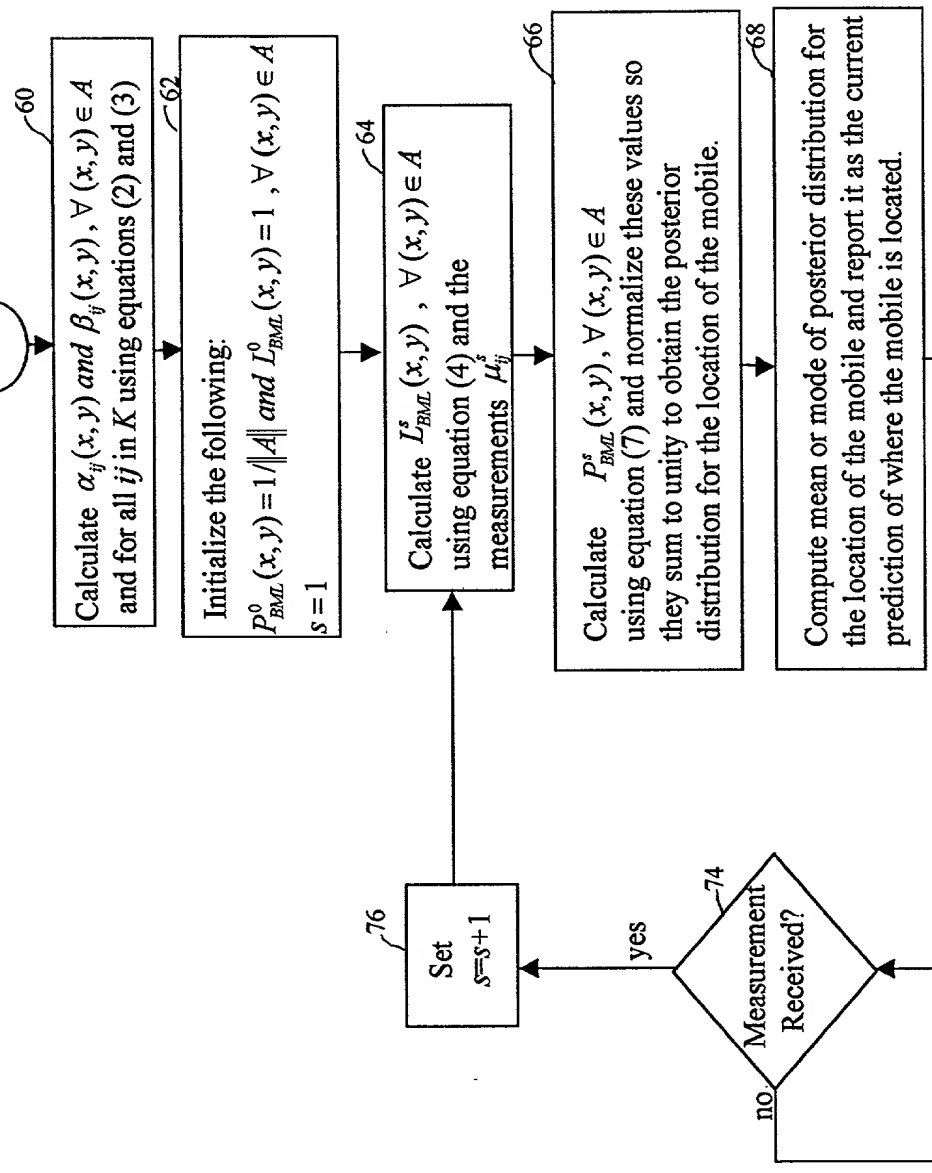 60
Calculate α_ij(x, y) and β_ij(x, y), ∀ (x, y) ∈ A
and for all ij in K using equations (2) and (3)
62
Initialize the following:
P^0_BML(x, y) = 1/‖A‖ and L^0_BML(x, y) = 1 , ∀ (x, y) ∈ A
s = 1
64
Calculate L^s_BML(x, y) , ∀ (x, y) ∈ A
using equation (4) and the
measurements μ^s_ij
66
Calculate P^s_BML(x, y), ∀ (x, y) ∈ A
using equation (7) and normalize these values so
they sum to unity to obtain the posterior
distribution for the location of the mobile.
68
Compute mean or mode of posterior distribution for
the location of the mobile and report it as the current
prediction of where the mobile is located.
76
Set
s=s+1
yes
74
Measurement
Received?
no